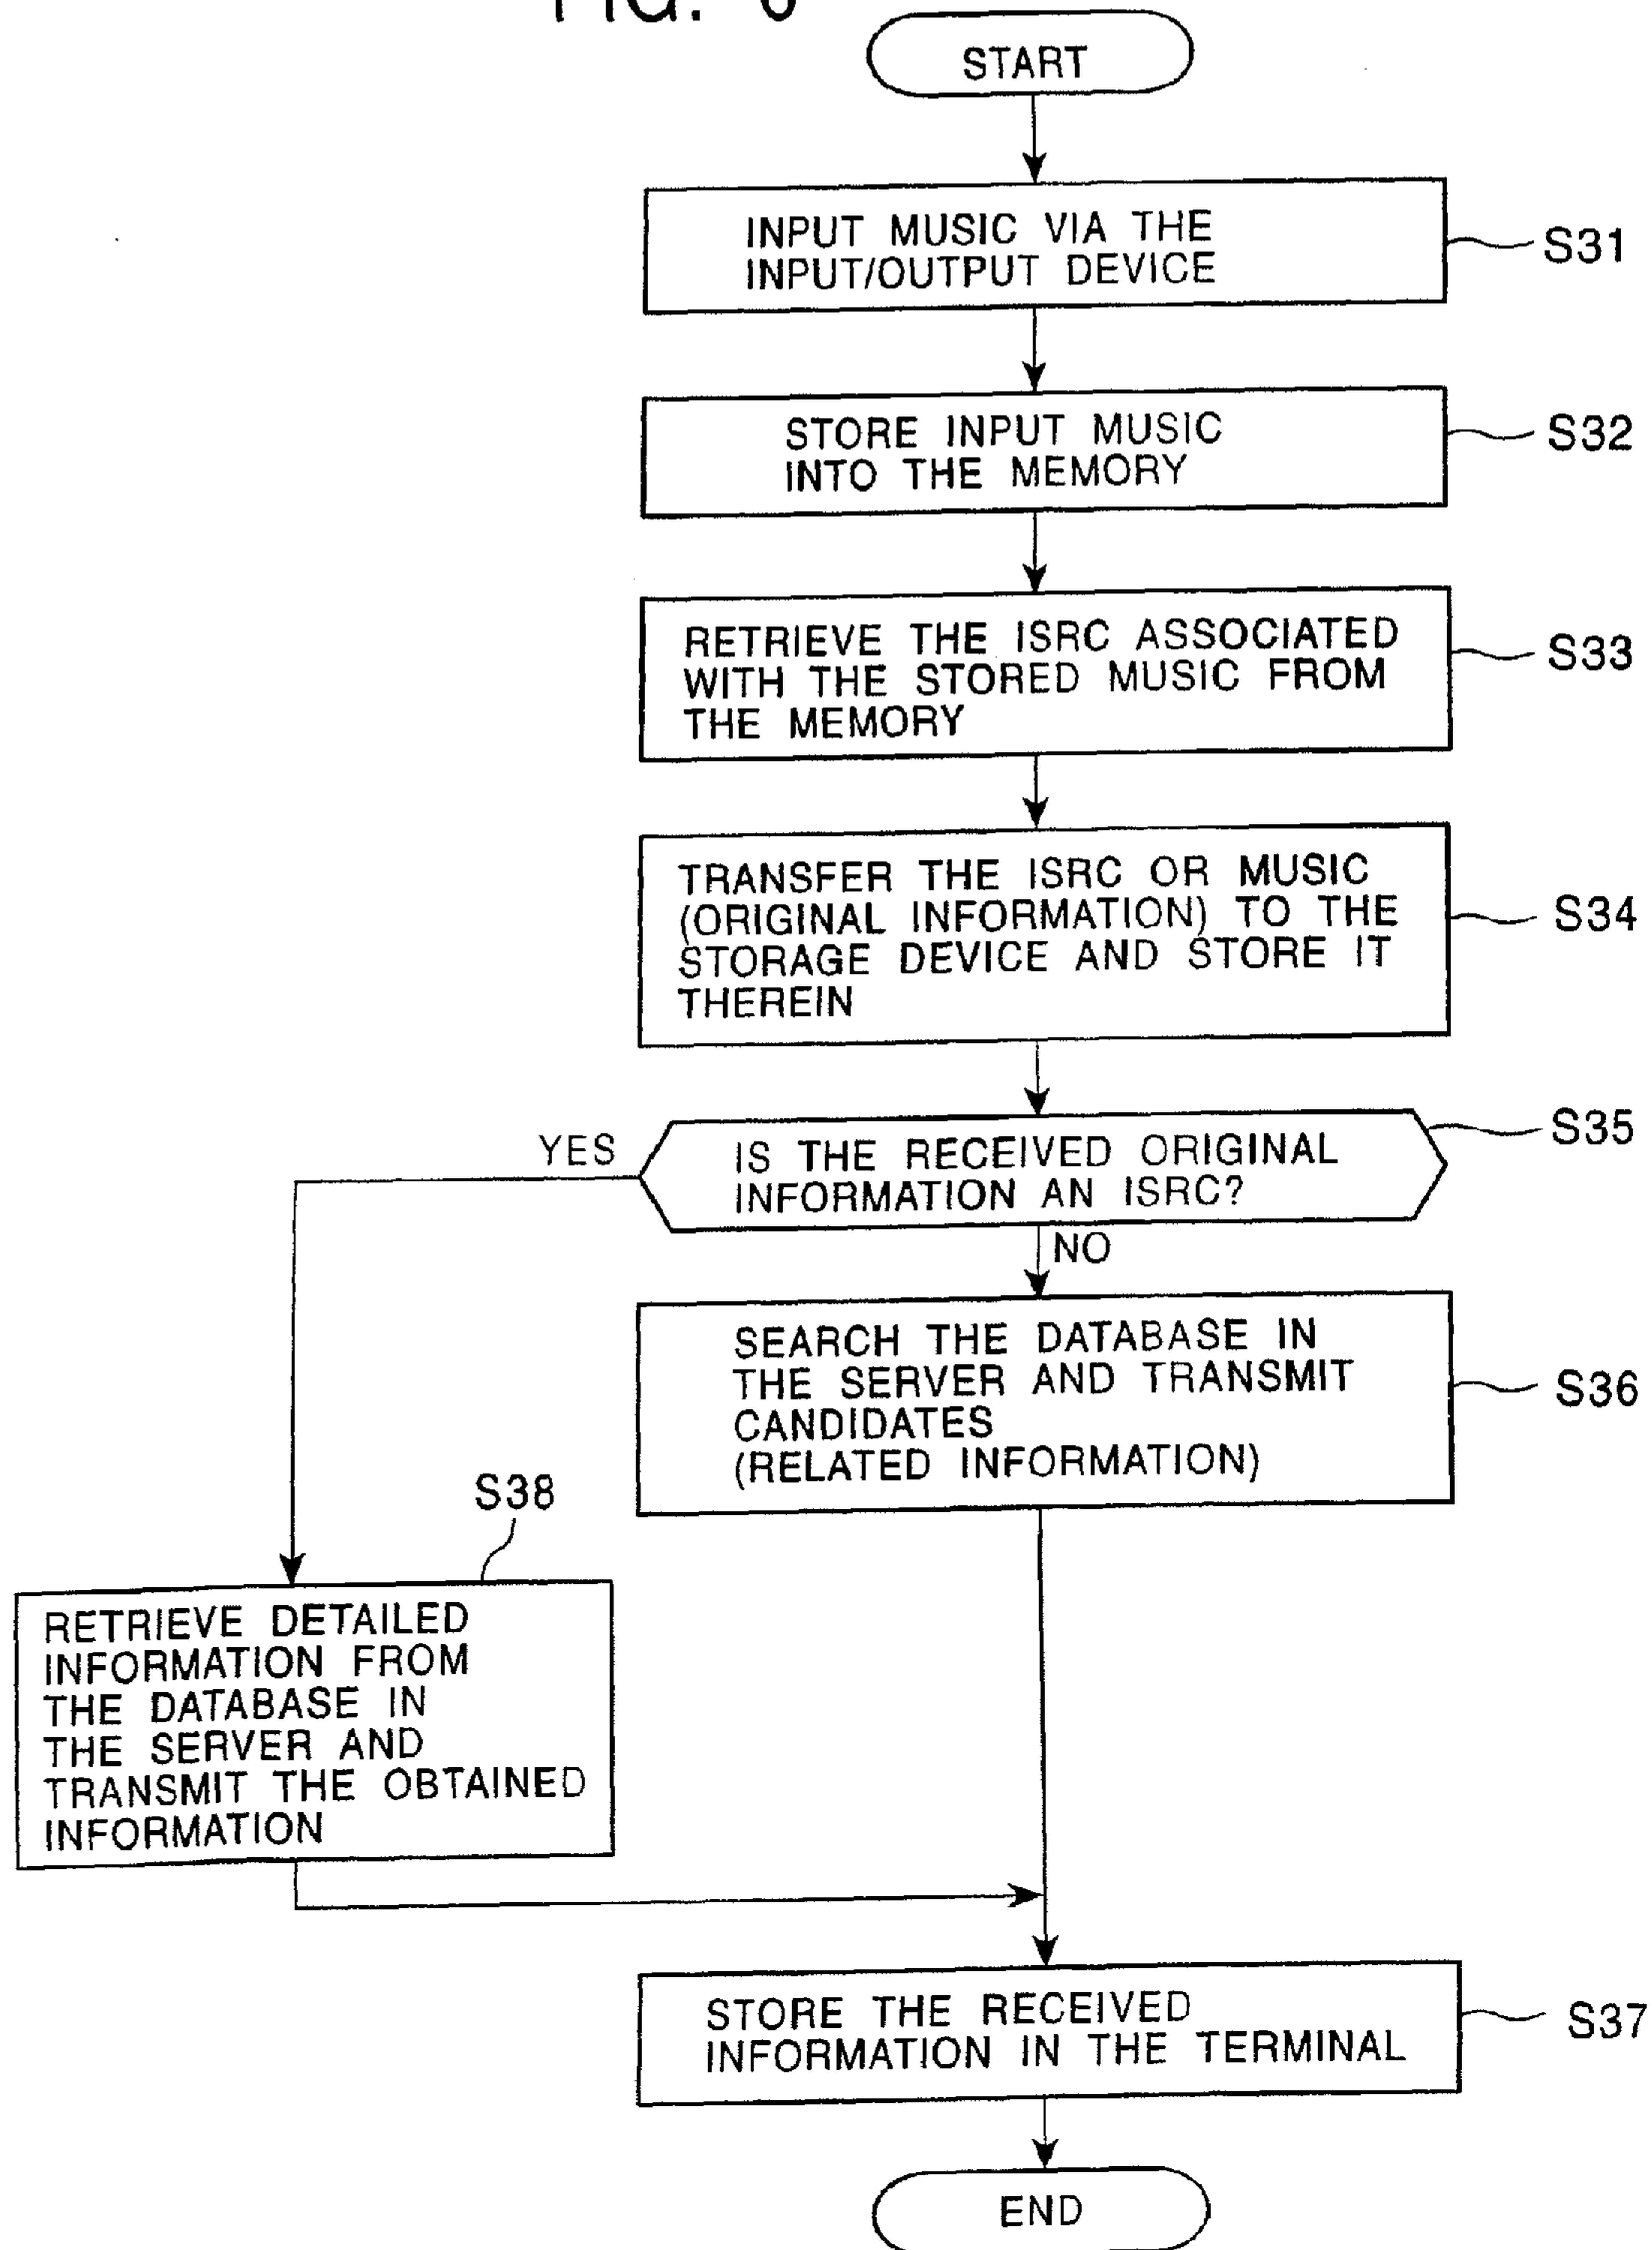 FIG.
START
INPUT MUSIC VIA THE
INPUT/OUTPUT DEVICE
S31
STORE INPUT MUSIC
INTO THE MEMORY
S32
RETRIEVE THE ISRC ASSOCIATED
WITH THE STORED MUSIC FROM
THE MEMORY
S33
TRANSFER THE ISRC OR MUSIC
(ORIGINAL INFORMATION) TO THE
STORAGE DEVICE AND STORE IT
THEREIN
S34
IS THE RECEIVED ORIGINAL
INFORMATION AN ISRC?
S35
YES
NO
SEARCH THE DATABASE IN
THE SERVER AND TRANSMIT
CANDIDATES
(RELATED INFORMATION)
S36
S38
RETRIEVE DETAILED
INFORMATION FROM
THE DATABASE IN
THE SERVER AND
TRANSMIT THE OBTAINED
INFORMATION
STORE THE RECEIVED
INFORMATION IN THE TERMINAL
S37
END